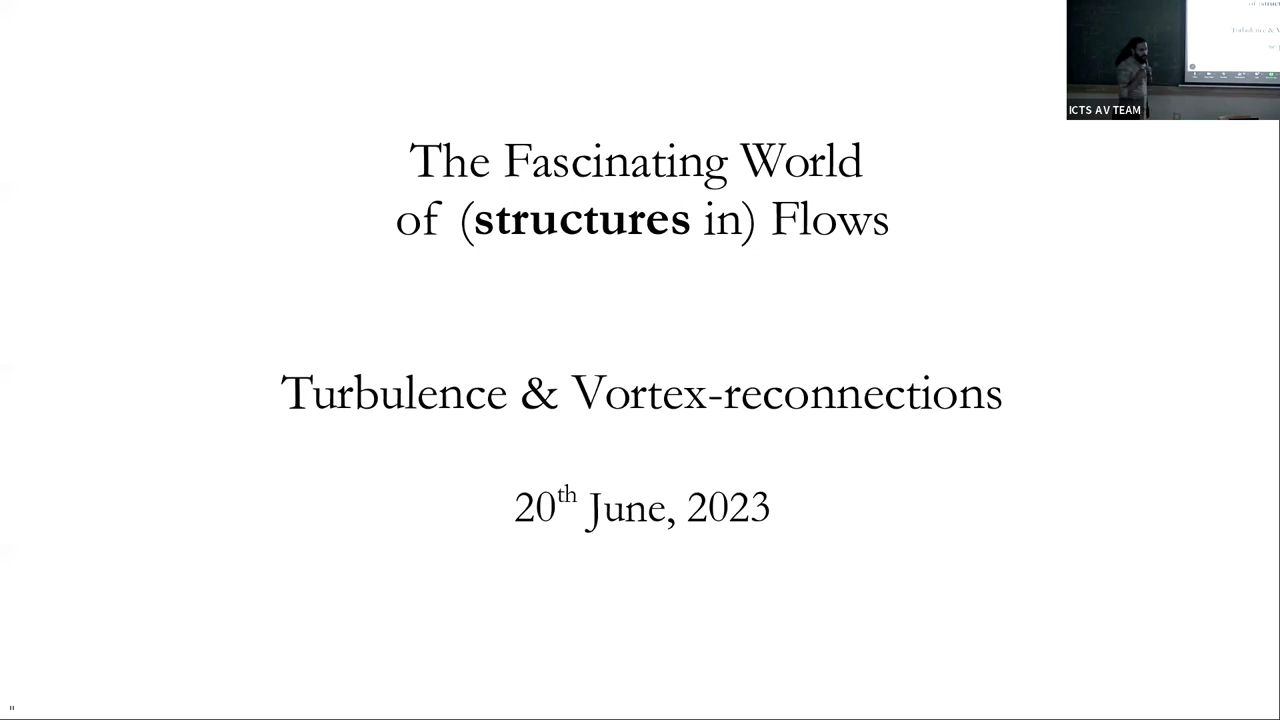 The Fascinating World
of (structures in) Flows
Turbulence & Vortex-reconnections
20th June, 2023
ICTS AV TEAM